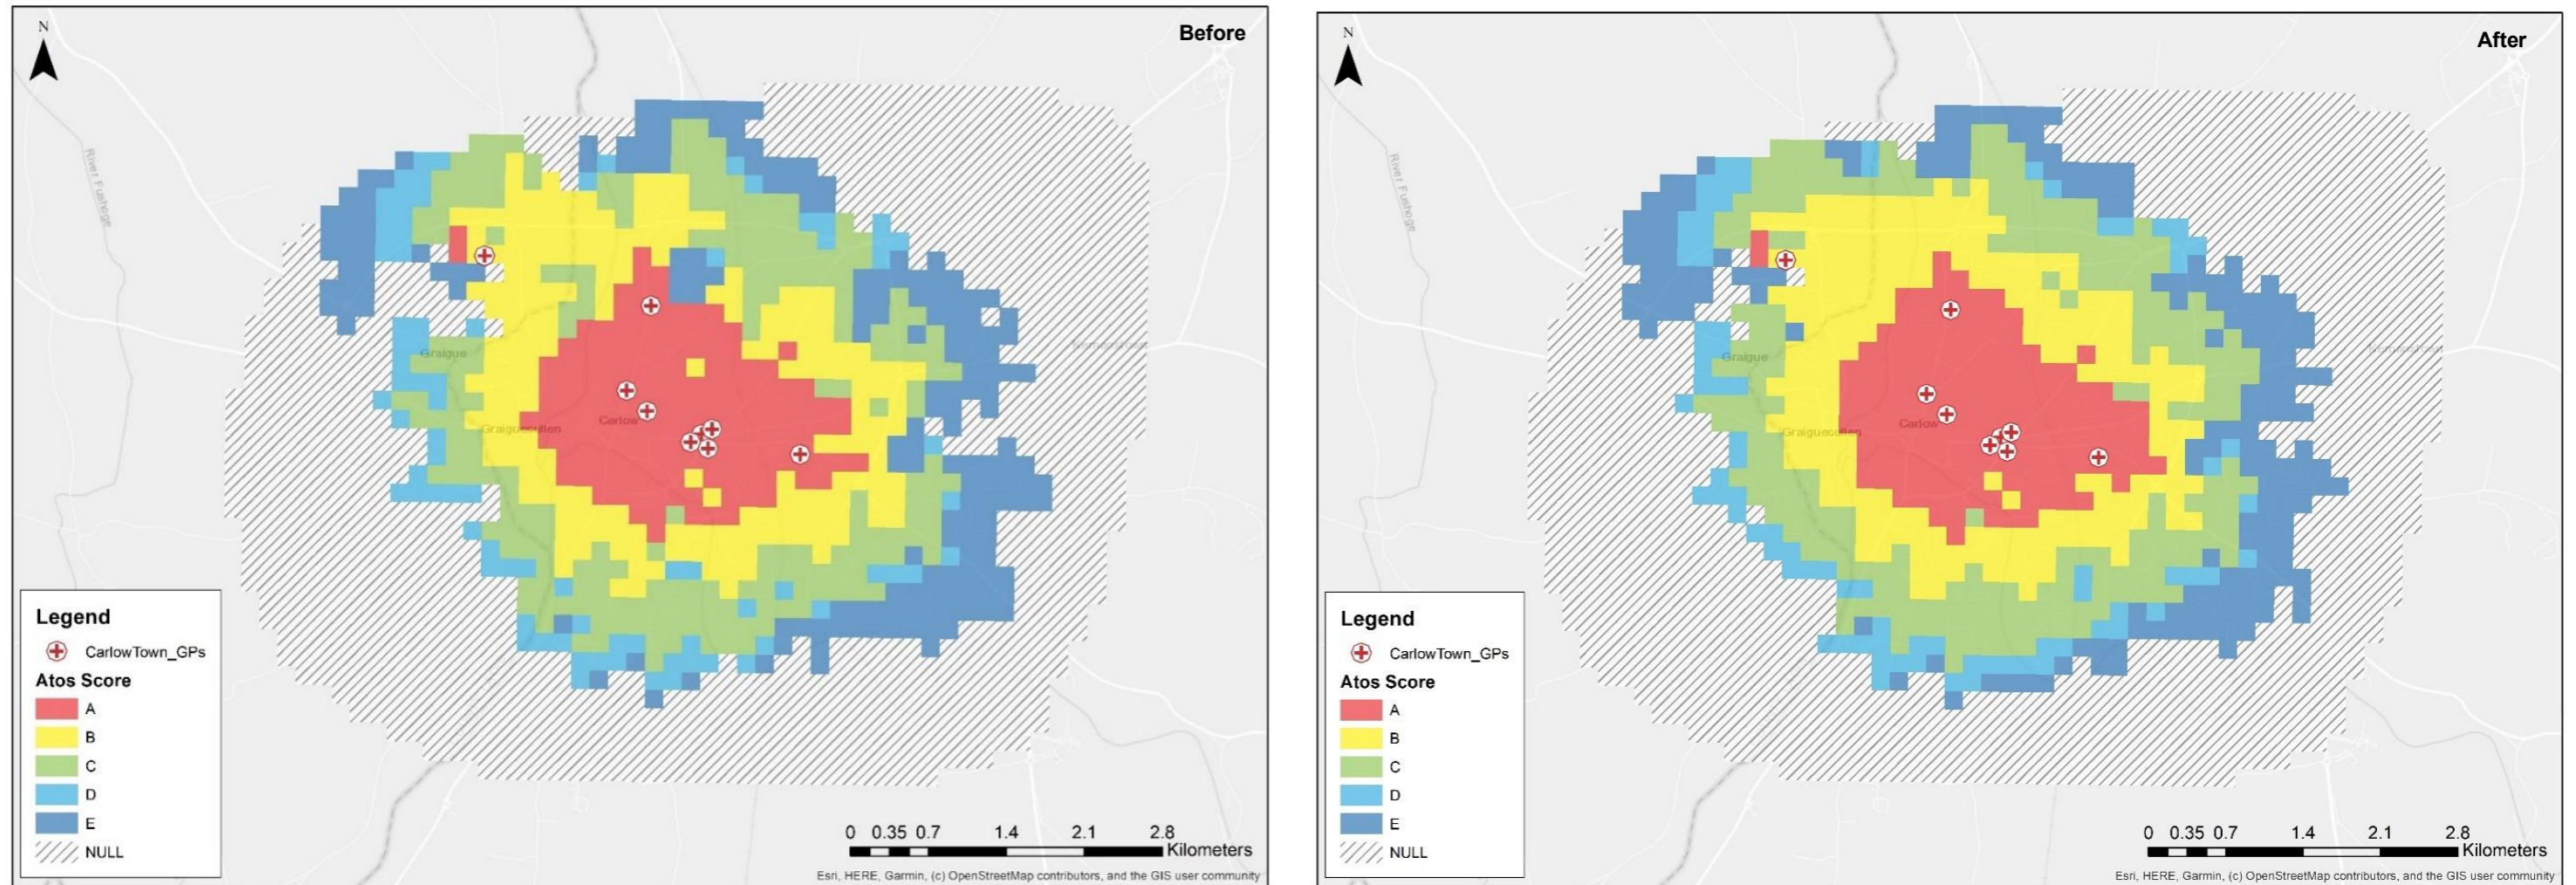 N
Before
River Fushoge
Graigue
Graiguecullen
Carlow
Legend
CarlowTown_GPs
Atos Score
A
B
C
D
E
NULL
0 0.35 0.7 1.4 2.1 2.8
Kilometers
Esri, HERE, Garmin, (c) OpenStreetMap contributors, and the GIS user community
N
After
River Fushoge
Graigue
Graiguecullen
Carlow
Legend
CarlowTown_GPs
Atos Score
A
B
C
D
E
NULL
0 0.35 0.7 1.4 2.1 2.8
Kilometers
Esri, HERE, Garmin, (c) OpenStreetMap contributors, and the GIS user community